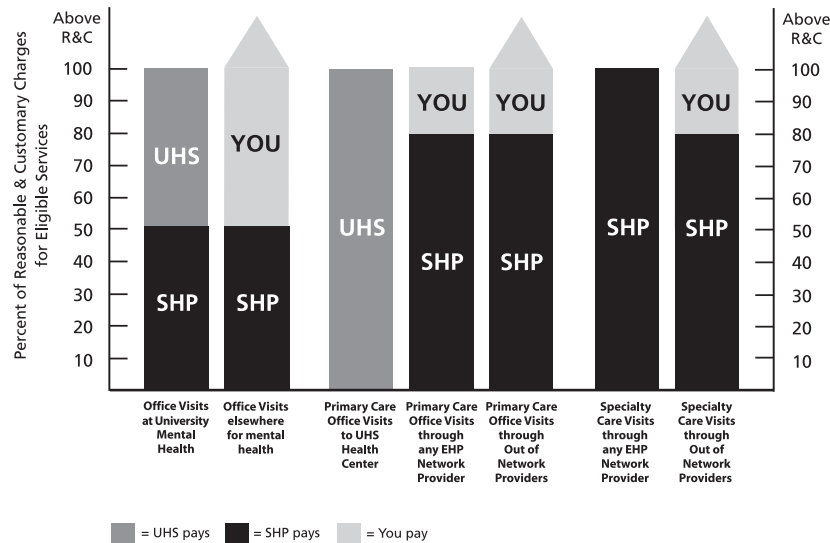 Percent of Reasonable & Customary Charges
for Eligible Services
Above
R&C
100
90
80
70
60
50
40
30
20
10
UHS
SHP
YOU
SHP
UHS
YOU
SHP
YOU
SHP
SHP
YOU
SHP
Above
R&C
100
90
80
70
60
50
40
30
20
10
Office Visits
at University
Mental
Health
Office Visits
elsewhere
for mental
health
Primary Care
Office Visits
to UHS
Health
Center
Primary Care
Office Visits
through
any EHP
Network
Provider
Primary Care
Office Visits
through
Out of
Network
Providers
Specialty
Care Visits
through
any EHP
Network
Provider
Specialty
Care Visits
through
Out of
Network
Providers
= UHS pays
= SHP pays
= You pay